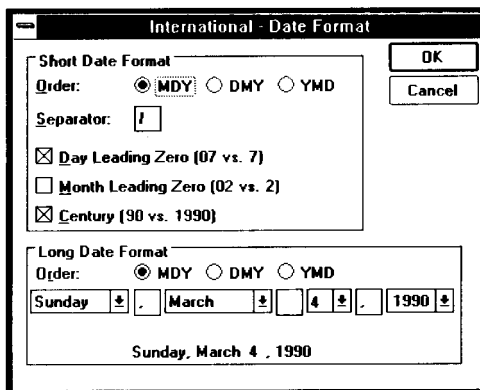 International - Date Format
Short Date Format
Order: MDY DMY YMD
Separator: /
Day Leading Zero (07 vs. 7)
Month Leading Zero (02 vs. 2)
Century (90 vs. 1990)
OK
Cancel
Long Date Format
Order: MDY DMY YMD
Sunday , March 4 , 1990
Sunday, March 4 , 1990